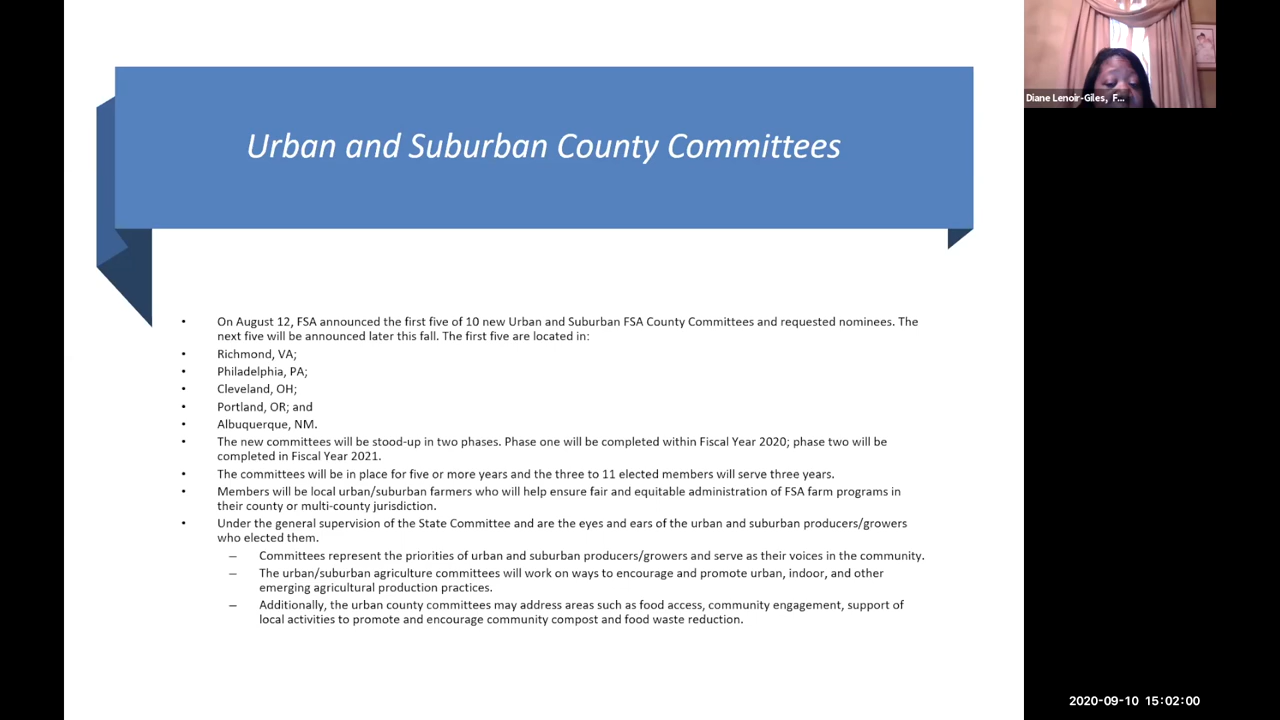 Urban and Suburban County Committees
• On August 12, FSA announced the first five of 10 new Urban and Suburban FSA County Committees and requested nominees. The
next five will be announced later this fall. The first five are located in:
• Richmond, VA;
• Philadelphia, PA;
• Cleveland, OH;
• Portland, OR; and
• Albuquerque, NM.
• The new committees will be stood-up in two phases. Phase one will be completed within Fiscal Year 2020; phase two will be
completed in Fiscal Year 2021.
• The committees will be in place for five or more years and the three to 11 elected members will serve three years.
• Members will be local urban/suburban farmers who will help ensure fair and equitable administration of FSA farm programs in
their county or multi-county jurisdiction.
• Under the general supervision of the State Committee and are the eyes and ears of the urban and suburban producers/growers
who elected them.
– Committees represent the priorities of urban and suburban producers/growers and serve as their voices in the community.
– The urban/suburban agriculture committees will work on ways to encourage and promote urban, indoor, and other
emerging agricultural production practices.
– Additionally, the urban county committees may address areas such as food access, community engagement, support of
local activities to promote and encourage community compost and food waste reduction.
Diane Lenoir-Giles, F...
2020-09-10 15:02:00